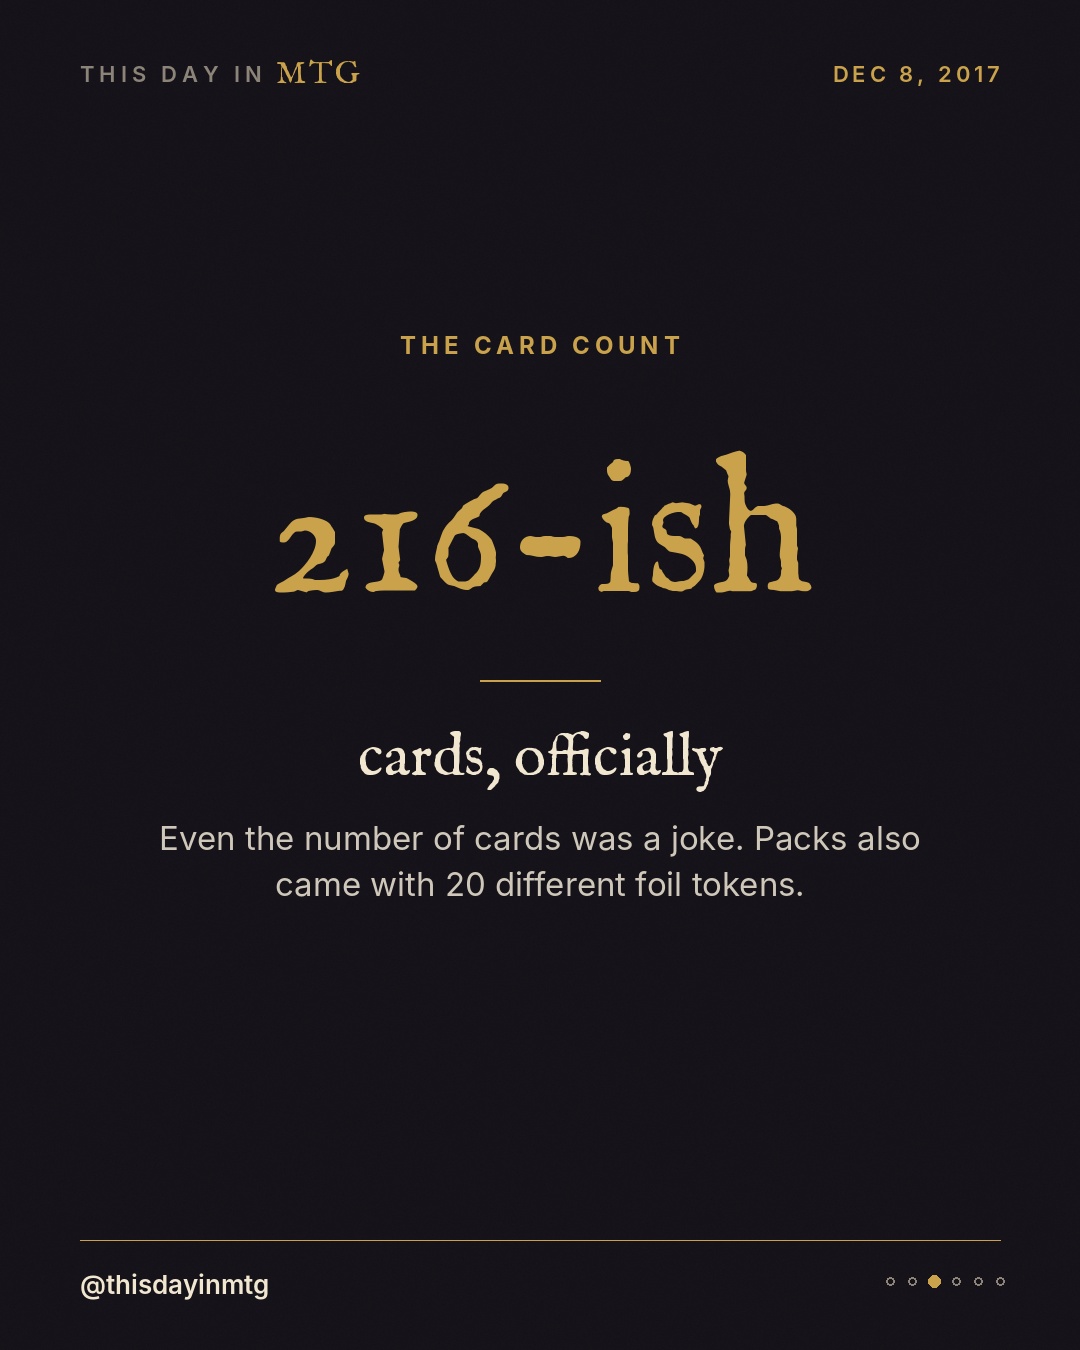 THIS DAY IN MTG
DEC 8, 2017
THE CARD COUNT
216-ish
cards, officially
Even the number of cards was a joke. Packs also
came with 20 different foil tokens.
@thisdayinmtg